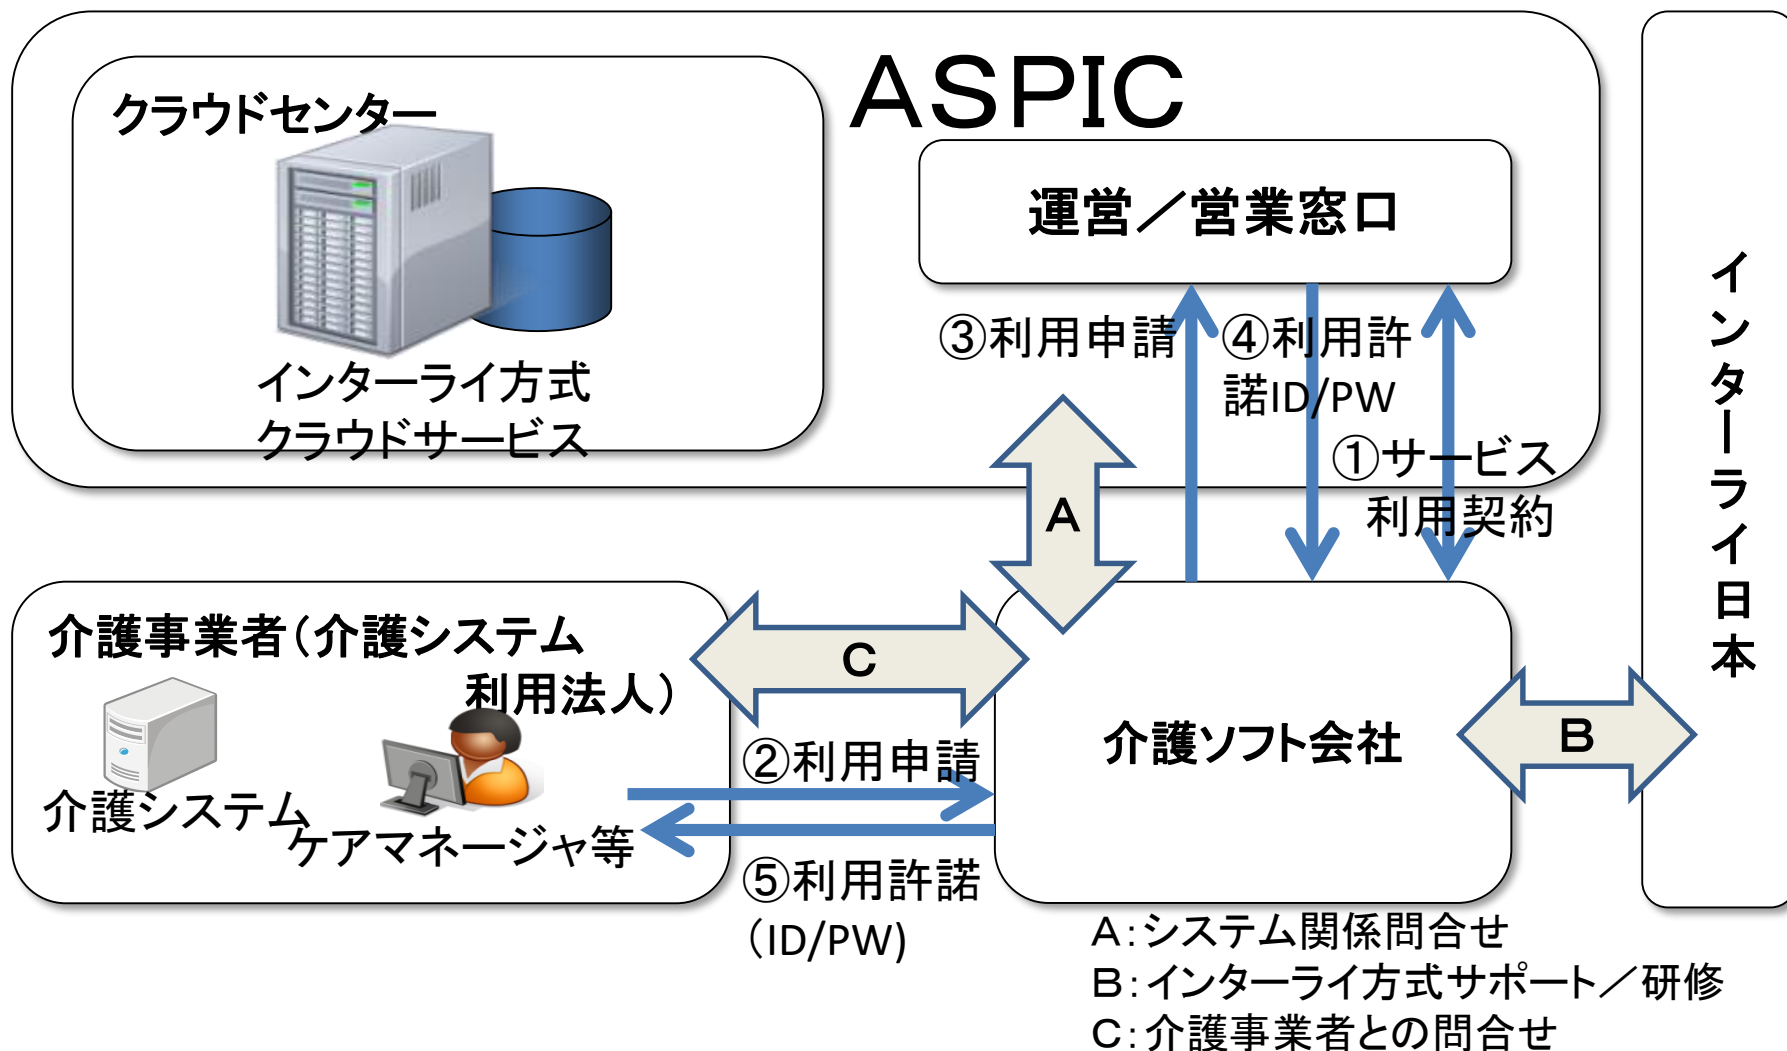 ASPIC
クラウドセンター
インターライ方式
クラウドサービス
運営／営業窓口
③利用申請
④利用許
諾ID/PW
①サービス
利用契約
A
インターライ日本
介護事業者（介護システム
利用法人）
介護システム
ケアマネージャ等
C
②利用申請
⑤利用許諾
（ID/PW)
介護ソフト会社
B
A：システム関係問合せ
B：インターライ方式サポート／研修
C：介護事業者との問合せ